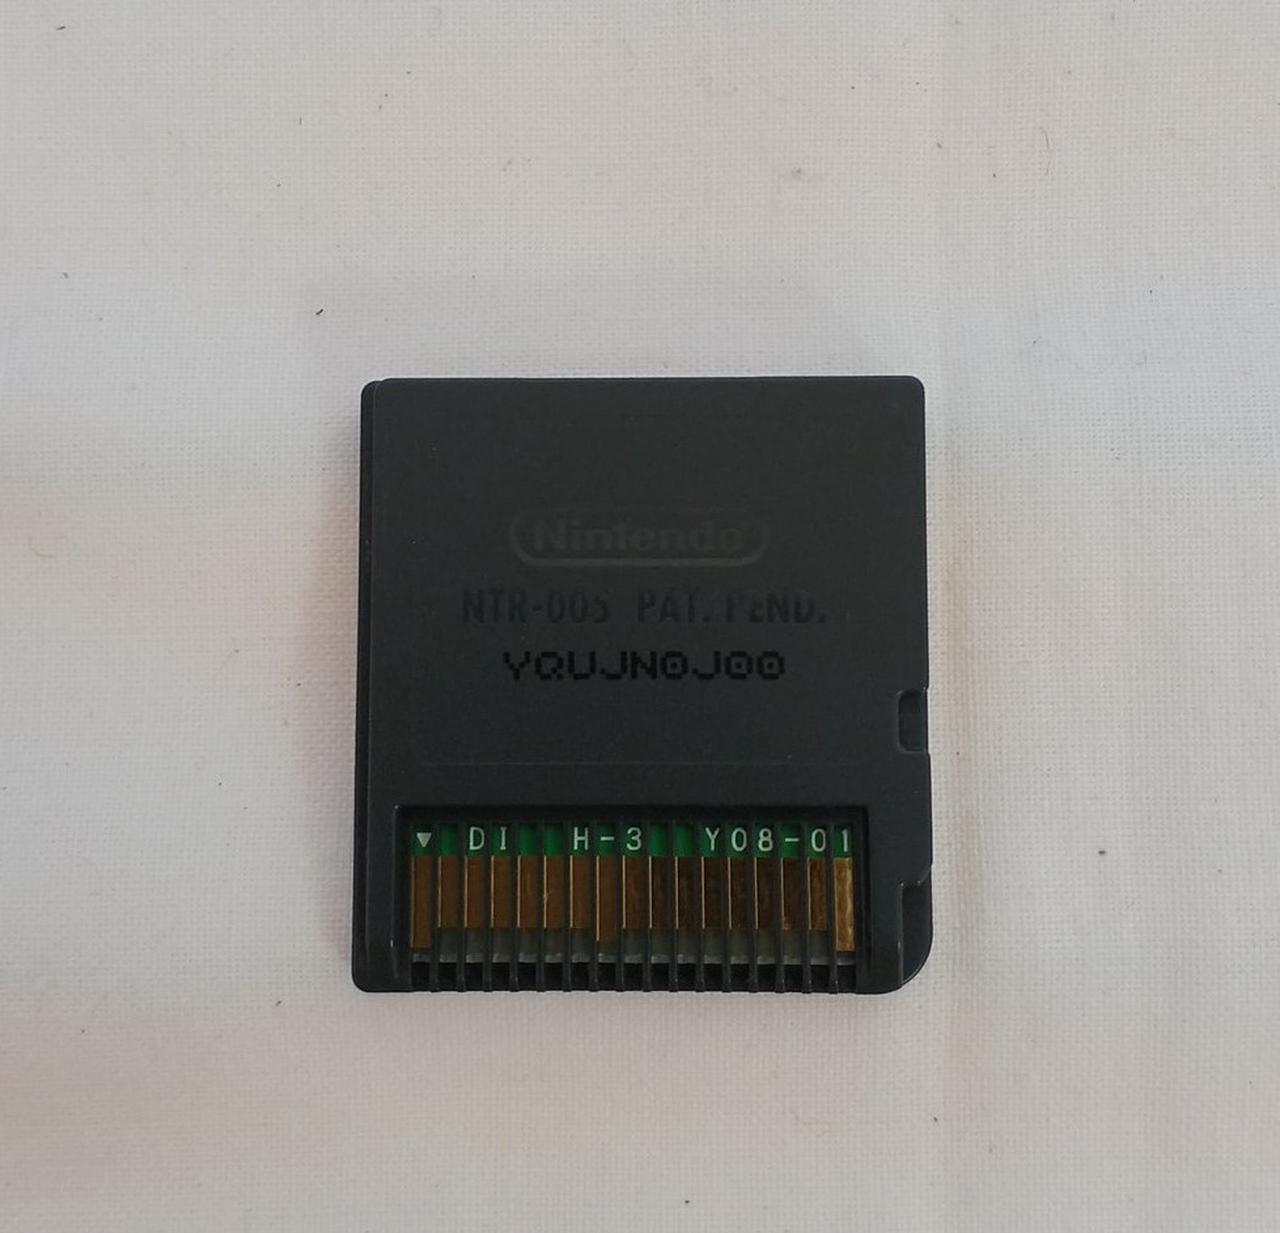 Nintendo®
NTR-005 PAT. PEND.
YQUJN0J00
▼ DI H-3 Y08-01